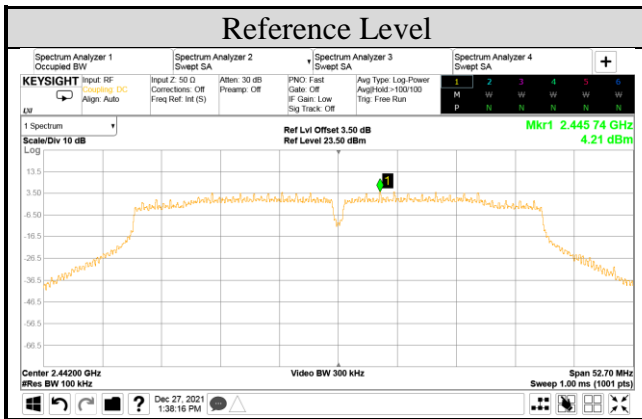 Reference Level
Spectrum Analyzer 1 Occupied BW
Spectrum Analyzer 2 Swept SA
Spectrum Analyzer 3 Swept SA
Spectrum Analyzer 4 Swept SA
+
KEYSIGHT Input: RF Input Z: 50 Ω Atten: 30 dB PNO: Fast Avg Type: Log-Power 1 2 3 4 5 6
Coupling: DC Corrections: Off Preamp: Off Gate: Off Avg|Hold:>100/100 M W W W W W
Align: Auto Freq Ref: Int (S) IF Gain: Low Trig: Free Run
LXI Sig Track: Off P N N N N N
1 Spectrum
Ref Lvl Offset 3.50 dB Mkr1 2.445 74 GHz
Scale/Div 10 dB Ref Level 23.50 dBm 4.21 dBm
Log
13.5
1
3.50
-6.50
-16.5
-26.5
-36.5
-46.5
-56.5
-66.5
Center 2.44200 GHz Video BW 300 kHz Span 52.70 MHz
#Res BW 100 kHz Sweep 1.00 ms (1001 pts)
? Dec 27, 2021
1:38:16 PM